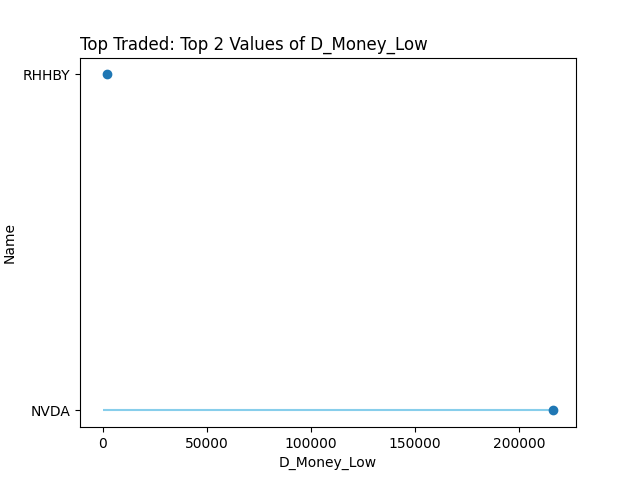 Top Traded: Top 2 Values of D_Money_Low
RHHBY
Name
NVDA
0 50000 100000 150000 200000
D_Money_Low